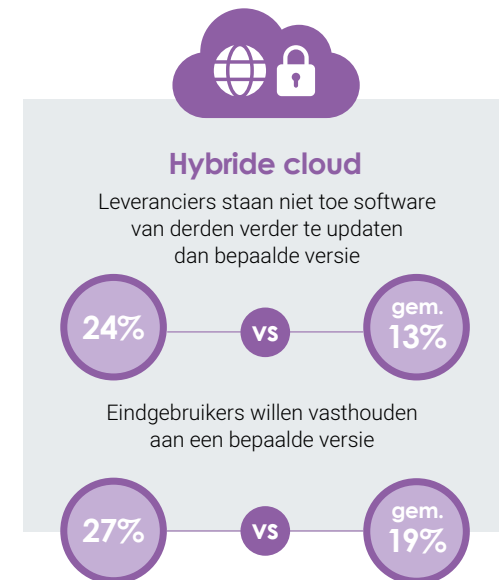 Hybride cloud
Leveranciers staan niet toe software
van derden verder te updaten
dan bepaalde versie
24% vs gem. 13%
Eindgebruikers willen vasthouden
aan een bepaalde versie
27% vs gem. 19%